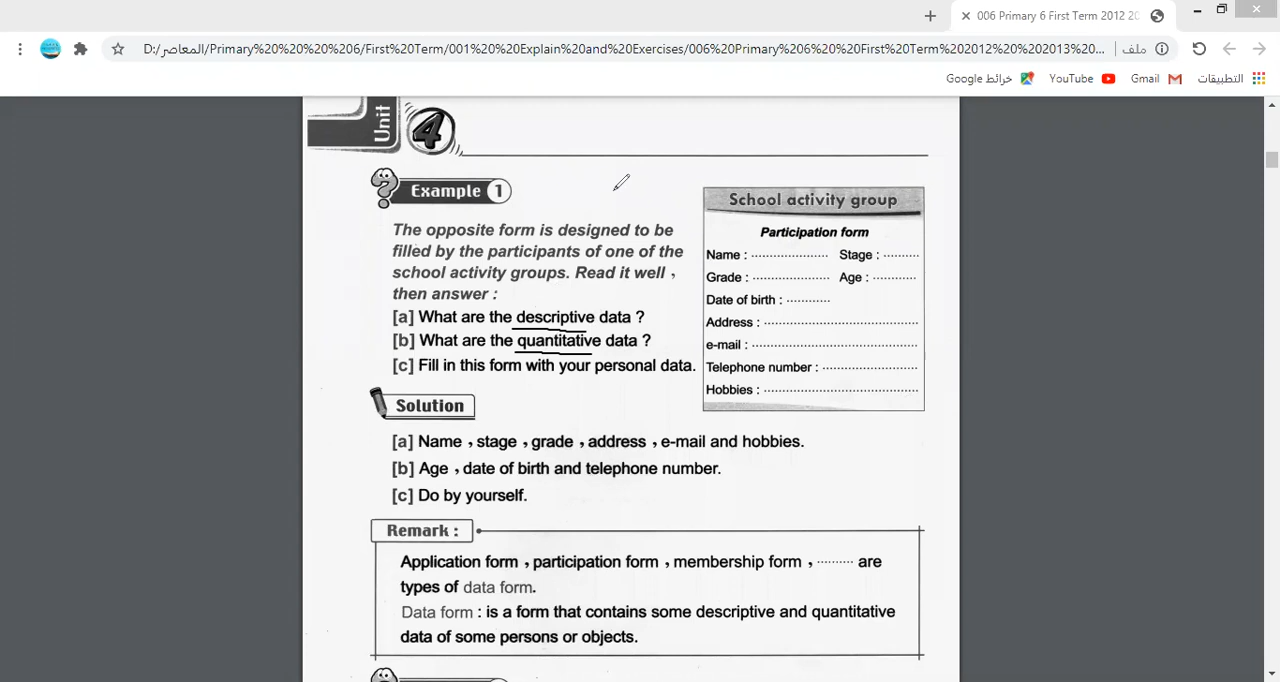 006 Primary 6 First Term 2012 20
D:/المعاصر/Primary%20%20%20%206/First%20Term/001%20%20Explain%20and%20Exercises/006%20Primary%206%20%20First%20Term%202012%20%202013%20... ملف
Google خرائط YouTube Gmail التطبيقات
Unit 4
Example 1
The opposite form is designed to be
filled by the participants of one of the
school activity groups. Read it well ,
then answer :
[a] What are the descriptive data ?
[b] What are the quantitative data ?
[c] Fill in this form with your personal data.
School activity group
Participation form
Name : .................... Stage : .........
Grade : .................... Age : ...........
Date of birth : ...........
Address : .......................................
e-mail : ..........................................
Telephone number : ........................
Hobbies : .......................................
Solution
[a] Name , stage , grade , address , e-mail and hobbies.
[b] Age , date of birth and telephone number.
[c] Do by yourself.
Remark :
Application form , participation form , membership form , ......... are
types of data form.
Data form : is a form that contains some descriptive and quantitative
data of some persons or objects.